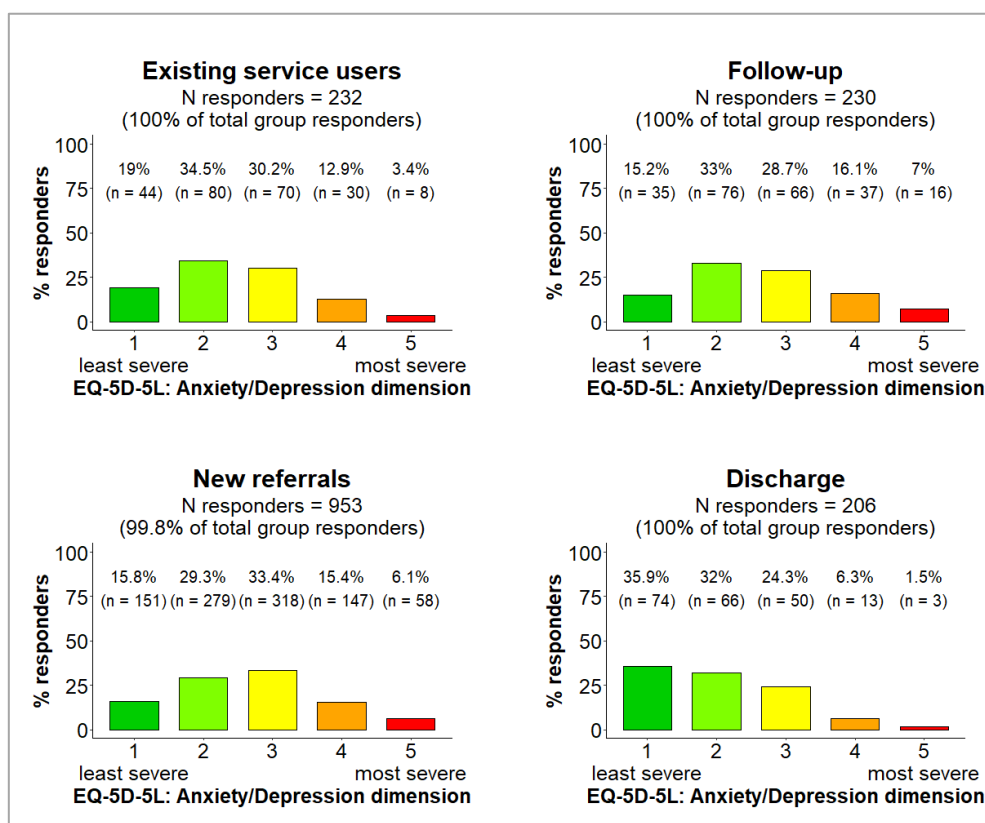 Existing service users
N responders = 232
(100% of total group responders)
% responders
100
75
50
25
0
19% 34.5% 30.2% 12.9% 3.4%
(n = 44) (n = 80) (n = 70) (n = 30) (n = 8)
1 2 3 4 5
least severe most severe
EQ-5D-5L: Anxiety/Depression dimension
Follow-up
N responders = 230
(100% of total group responders)
% responders
100
75
50
25
0
15.2% 33% 28.7% 16.1% 7%
(n = 35) (n = 76) (n = 66) (n = 37) (n = 16)
1 2 3 4 5
least severe most severe
EQ-5D-5L: Anxiety/Depression dimension
New referrals
N responders = 953
(99.8% of total group responders)
% responders
100
75
50
25
0
15.8% 29.3% 33.4% 15.4% 6.1%
(n = 151) (n = 279) (n = 318) (n = 147) (n = 58)
1 2 3 4 5
least severe most severe
EQ-5D-5L: Anxiety/Depression dimension
Discharge
N responders = 206
(100% of total group responders)
% responders
100
75
50
25
0
35.9% 32% 24.3% 6.3% 1.5%
(n = 74) (n = 66) (n = 50) (n = 13) (n = 3)
1 2 3 4 5
least severe most severe
EQ-5D-5L: Anxiety/Depression dimension